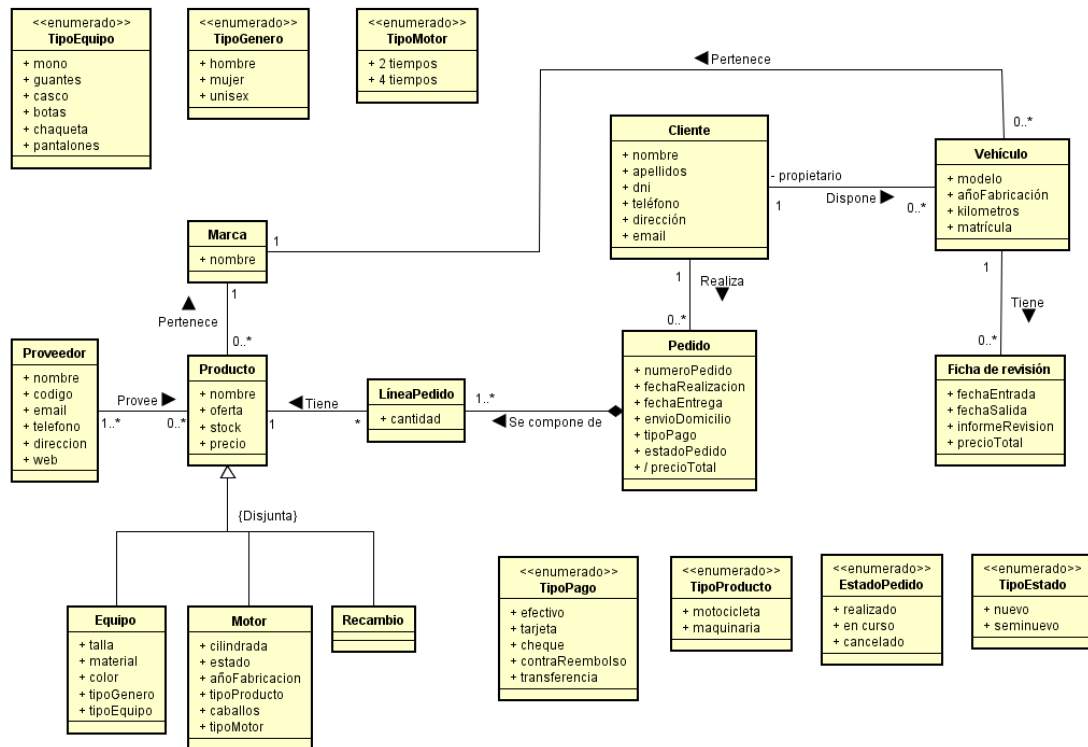 <<enumerado>>
TipoEquipo
+ mono
+ guantes
+ casco
+ botas
+ chaqueta
+ pantalones
<<enumerado>>
TipoGenero
+ hombre
+ mujer
+ unisex
<<enumerado>>
TipoMotor
+ 2 tiempos
+ 4 tiempos
Pertenece
0..*
1
Cliente
+ nombre
+ apellidos
+ dni
+ teléfono
+ dirección
+ email
- propietario
1
Dispone
0..*
Vehículo
+ modelo
+ añoFabricación
+ kilometros
+ matrícula
Marca
+ nombre
1
Pertenece
0..*
1
Realiza
0..*
1
Tiene
0..*
Proveedor
+ nombre
+ codigo
+ email
+ telefono
+ direccion
+ web
Provee
1..*
0..*
Producto
+ nombre
+ oferta
+ stock
+ precio
Tiene
1
*
LíneaPedido
+ cantidad
1..*
Se compone de
Pedido
+ numeroPedido
+ fechaRealizacion
+ fechaEntrega
+ envioDomicilio
+ tipoPago
+ estadoPedido
+ / precioTotal
Ficha de revisión
+ fechaEntrada
+ fechaSalida
+ informeRevision
+ precioTotal
{Disjunta}
Equipo
+ talla
+ material
+ color
+ tipoGenero
+ tipoEquipo
Motor
+ cilindrada
+ estado
+ añoFabricacion
+ tipoProducto
+ caballos
+ tipoMotor
Recambio
<<enumerado>>
TipoPago
+ efectivo
+ tarjeta
+ cheque
+ contraReembolso
+ transferencia
<<enumerado>>
TipoProducto
+ motocicleta
+ maquinaria
<<enumerado>>
EstadoPedido
+ realizado
+ en curso
+ cancelado
<<enumerado>>
TipoEstado
+ nuevo
+ seminuevo